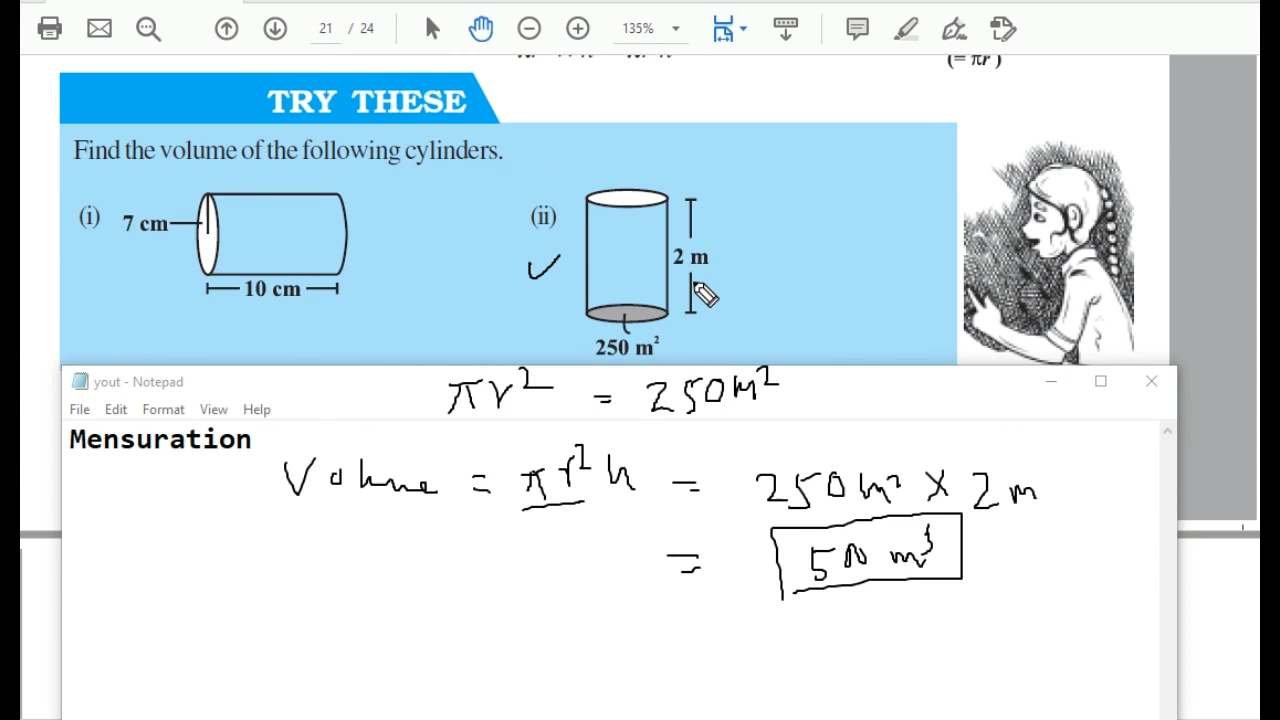 21 / 24
135%
(= πr )
TRY THESE
Find the volume of the following cylinders.
(i) 7 cm
10 cm
(ii)
2 m
250 m²
yout - Notepad
πr² = 250m²
File Edit Format View Help
Mensuration
Volume = πr²h = 250m² × 2m
= 500 m³